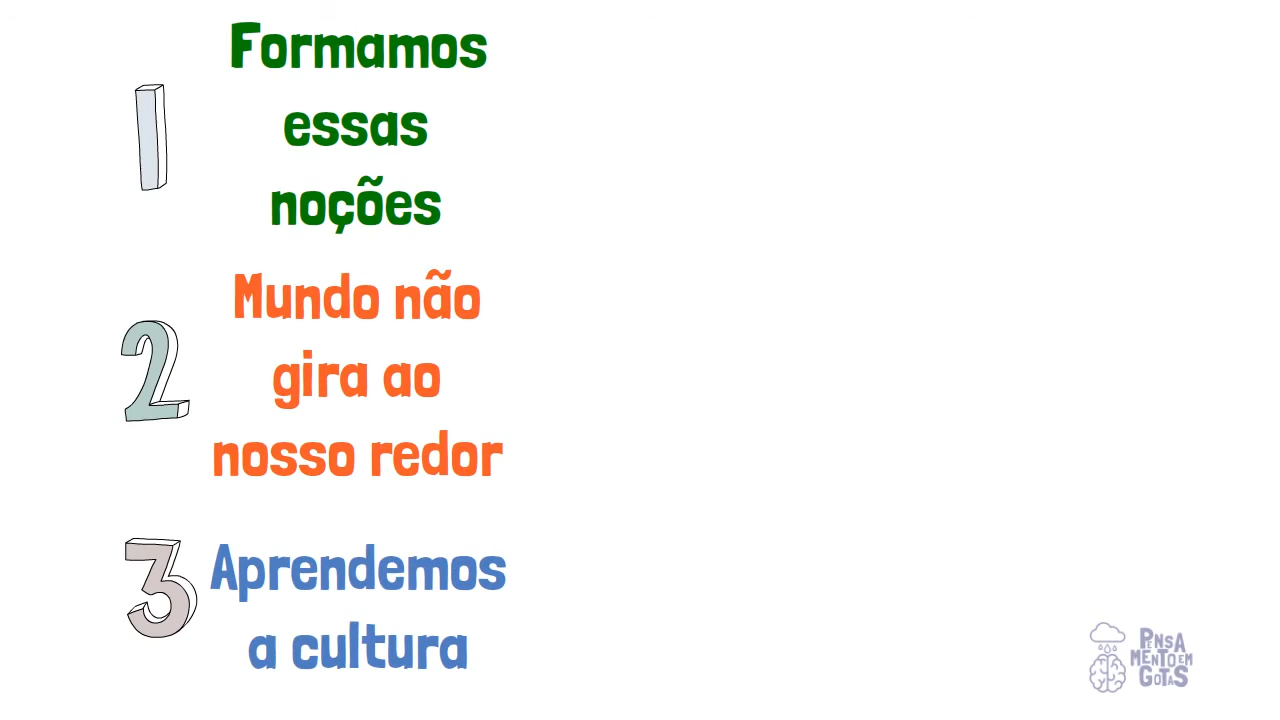 1
Formamos
essas
noções
2
Mundo não
gira ao
nosso redor
3
Aprendemos
a cultura
PENSA
MENTO EM
GOTAS